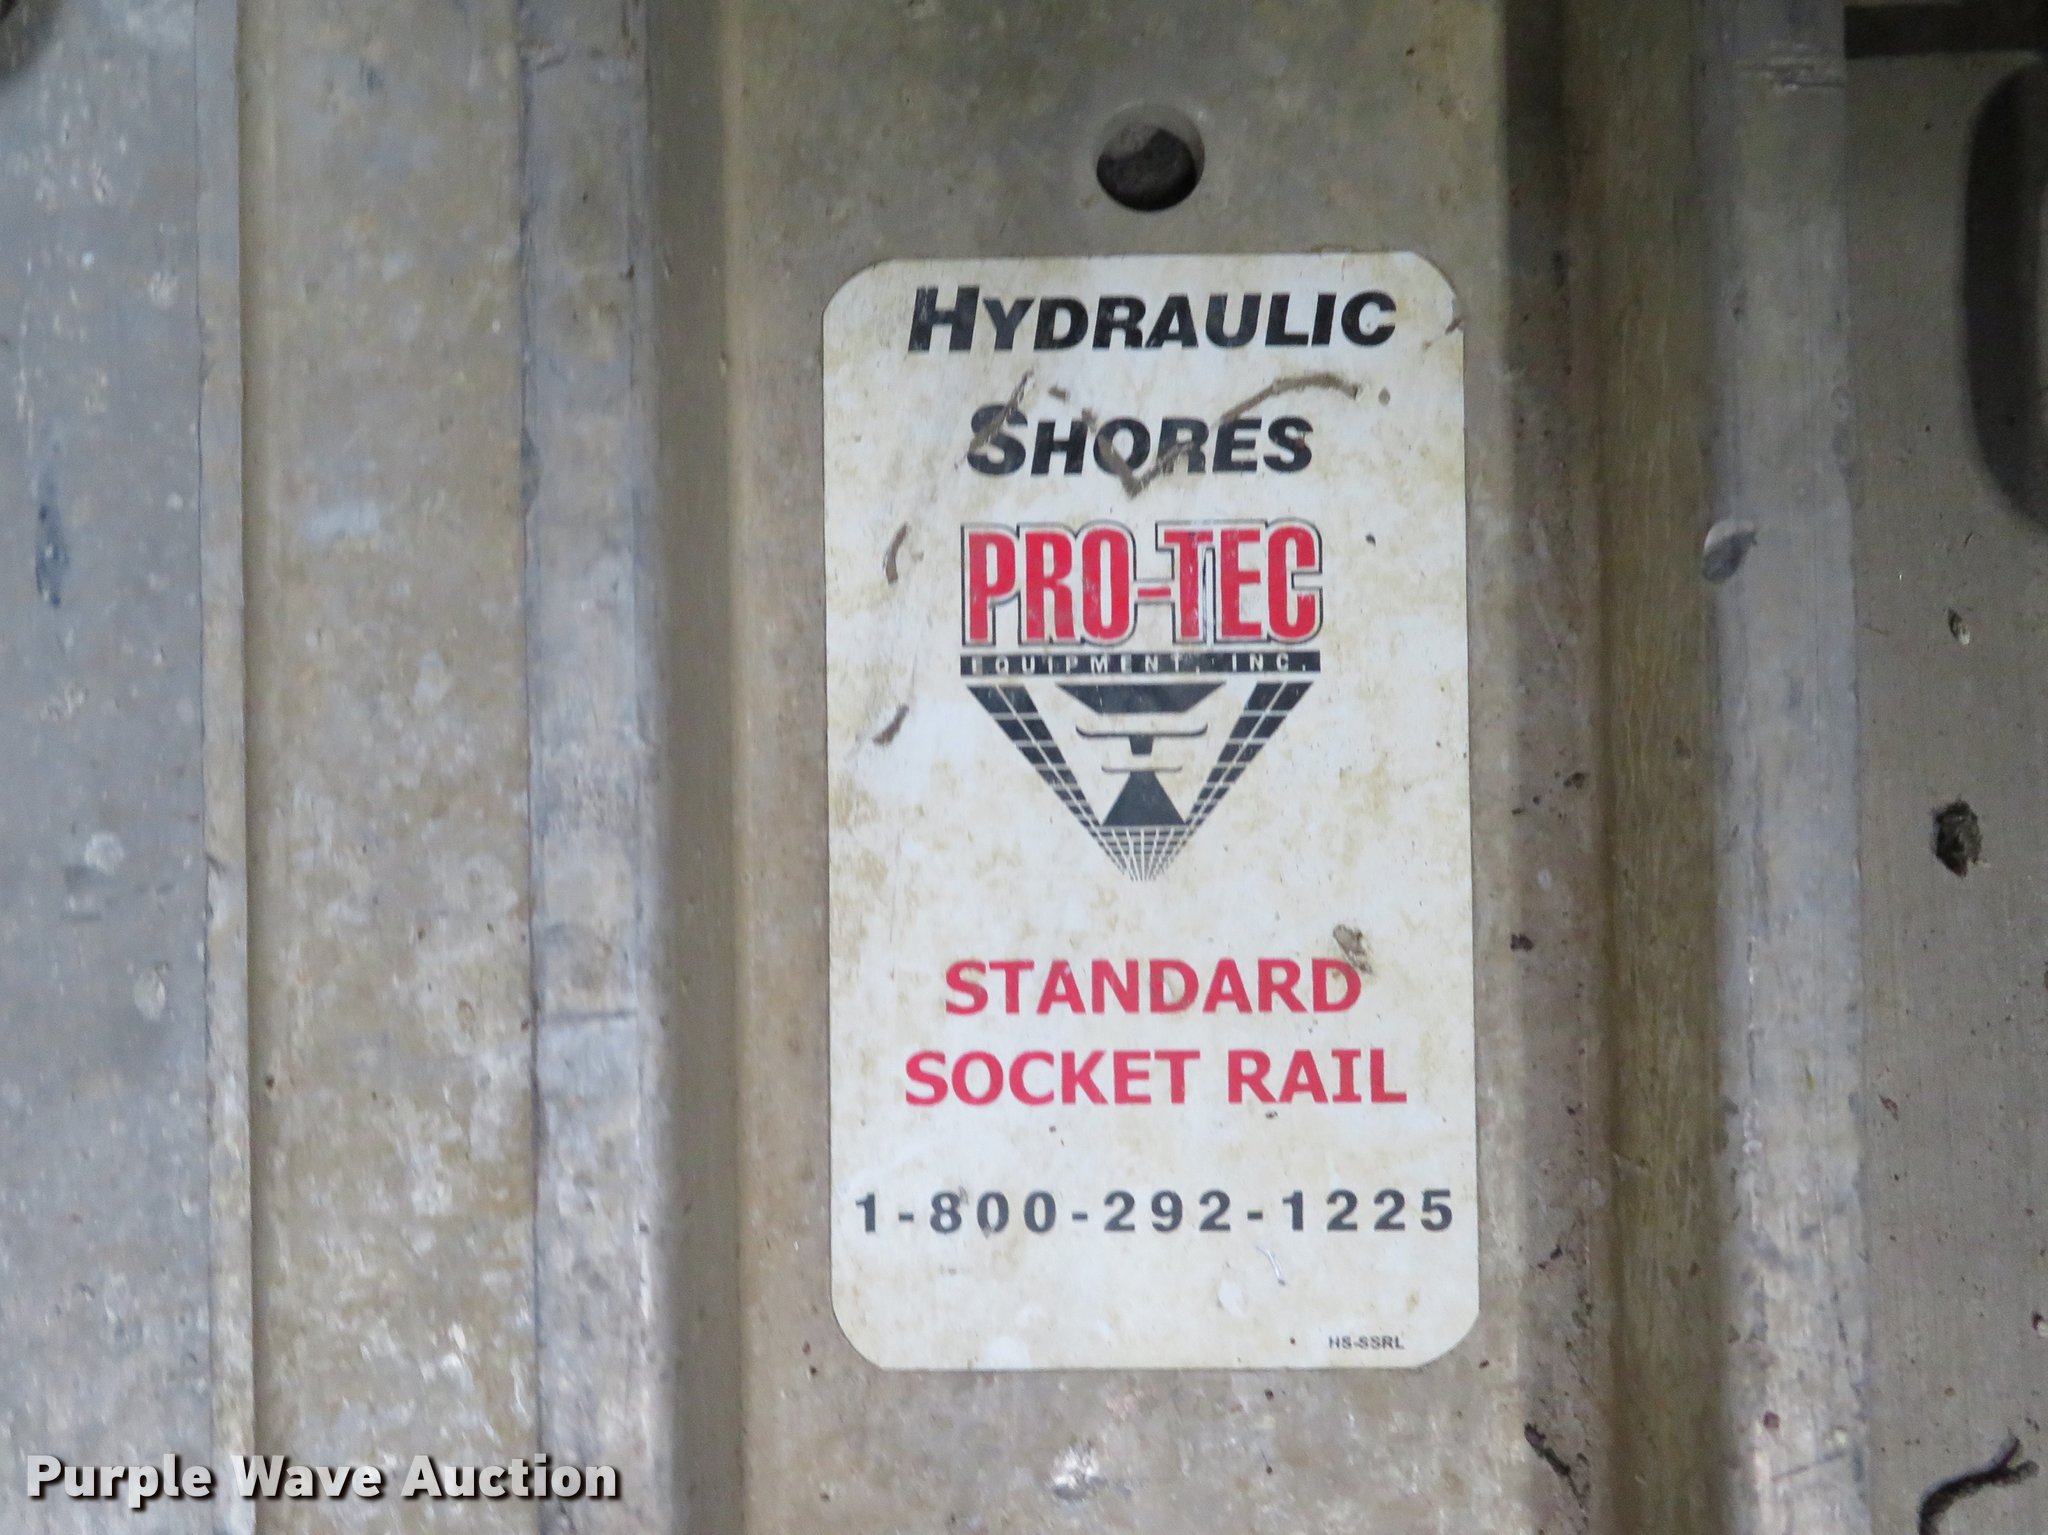 HYDRAULIC
SHORES
PRO-TEC
EQUIPMENT, INC.
STANDARD
SOCKET RAIL
1-800-292-1225
HS-SSRL
Purple Wave Auction